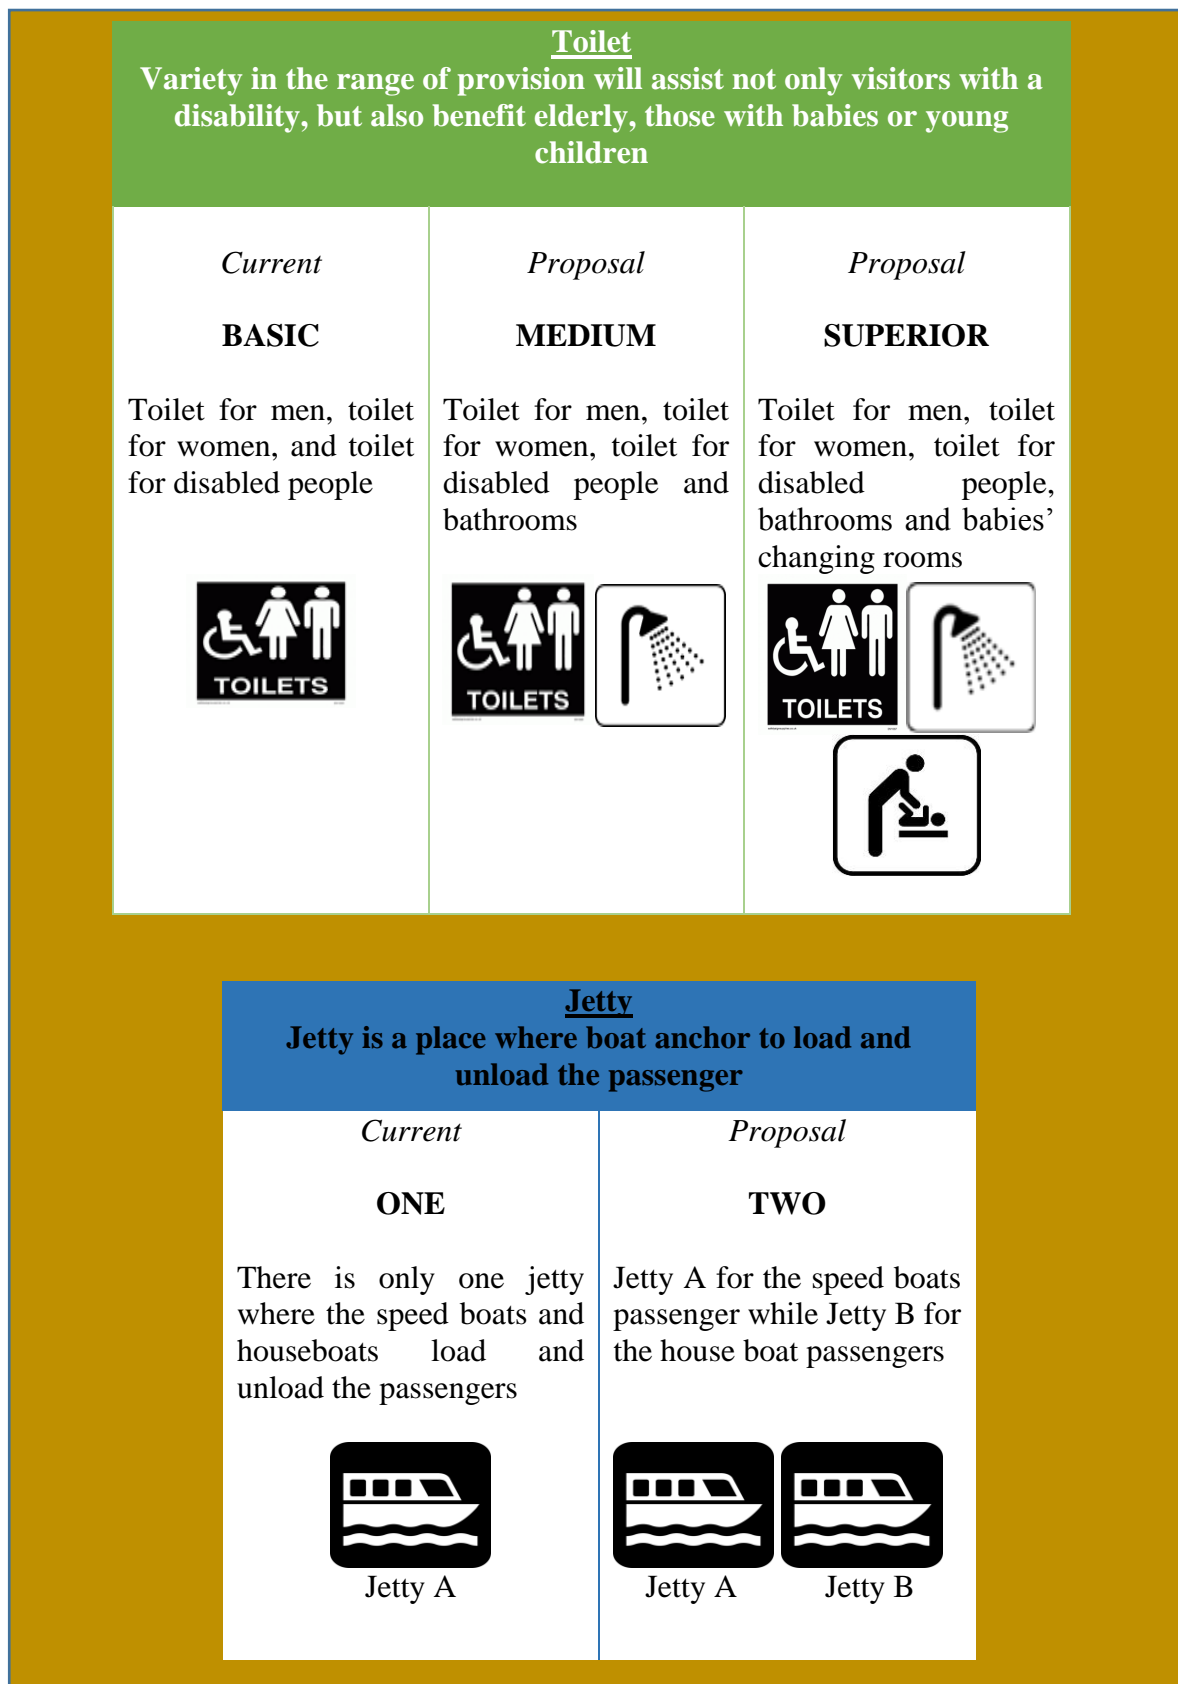 Toilet
Variety in the range of provision will assist not only visitors with a
disability, but also benefit elderly, those with babies or young
children
Current
BASIC
Toilet for men, toilet
for women, and toilet
for disabled people
TOILETS
Proposal
MEDIUM
Toilet for men, toilet
for women, toilet for
disabled people and
bathrooms
TOILETS
Proposal
SUPERIOR
Toilet for men, toilet
for women, toilet for
disabled people,
bathrooms and babies’
changing rooms
TOILETS
Jetty
Jetty is a place where boat anchor to load and
unload the passenger
Current
ONE
There is only one jetty
where the speed boats and
houseboats load and
unload the passengers
Jetty A
Proposal
TWO
Jetty A for the speed boats
passenger while Jetty B for
the house boat passengers
Jetty A Jetty B